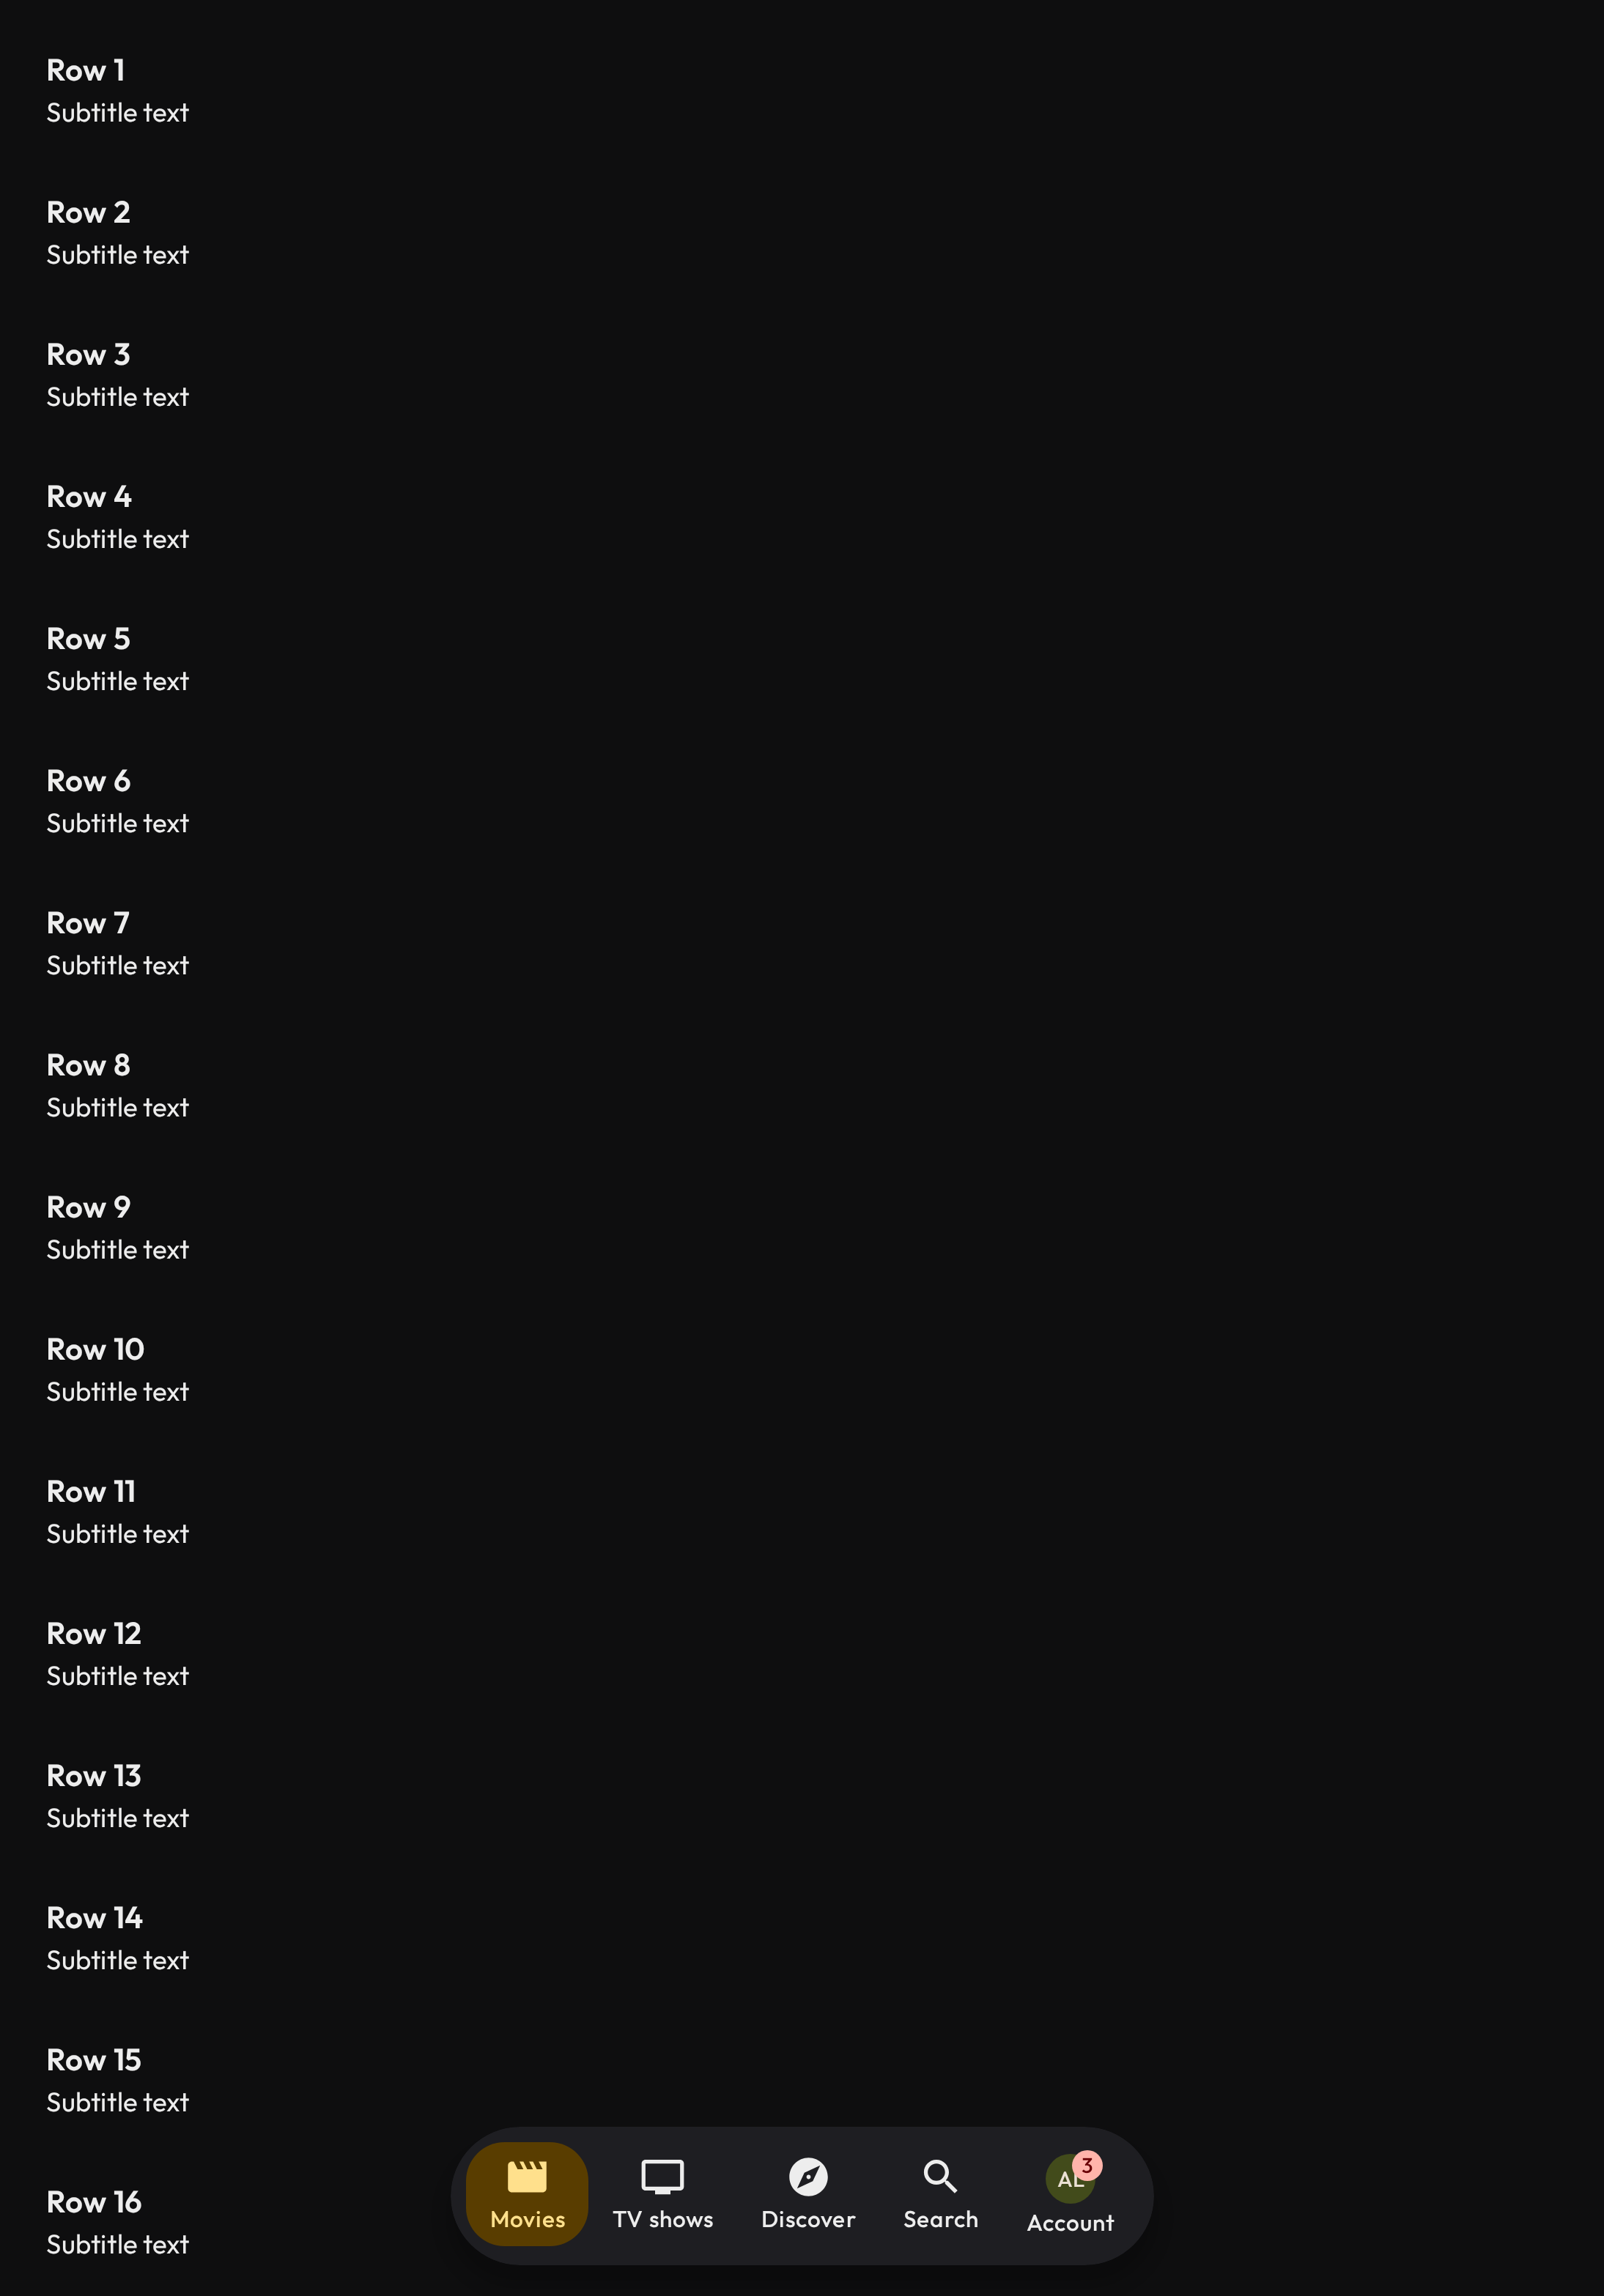 Row 1
Subtitle text
Row 2
Subtitle text
Row 3
Subtitle text
Row 4
Subtitle text
Row 5
Subtitle text
Row 6
Subtitle text
Row 7
Subtitle text
Row 8
Subtitle text
Row 9
Subtitle text
Row 10
Subtitle text
Row 11
Subtitle text
Row 12
Subtitle text
Row 13
Subtitle text
Row 14
Subtitle text
Row 15
Subtitle text
Row 16
Subtitle text
AL 3
Movies TV shows Discover Search Account